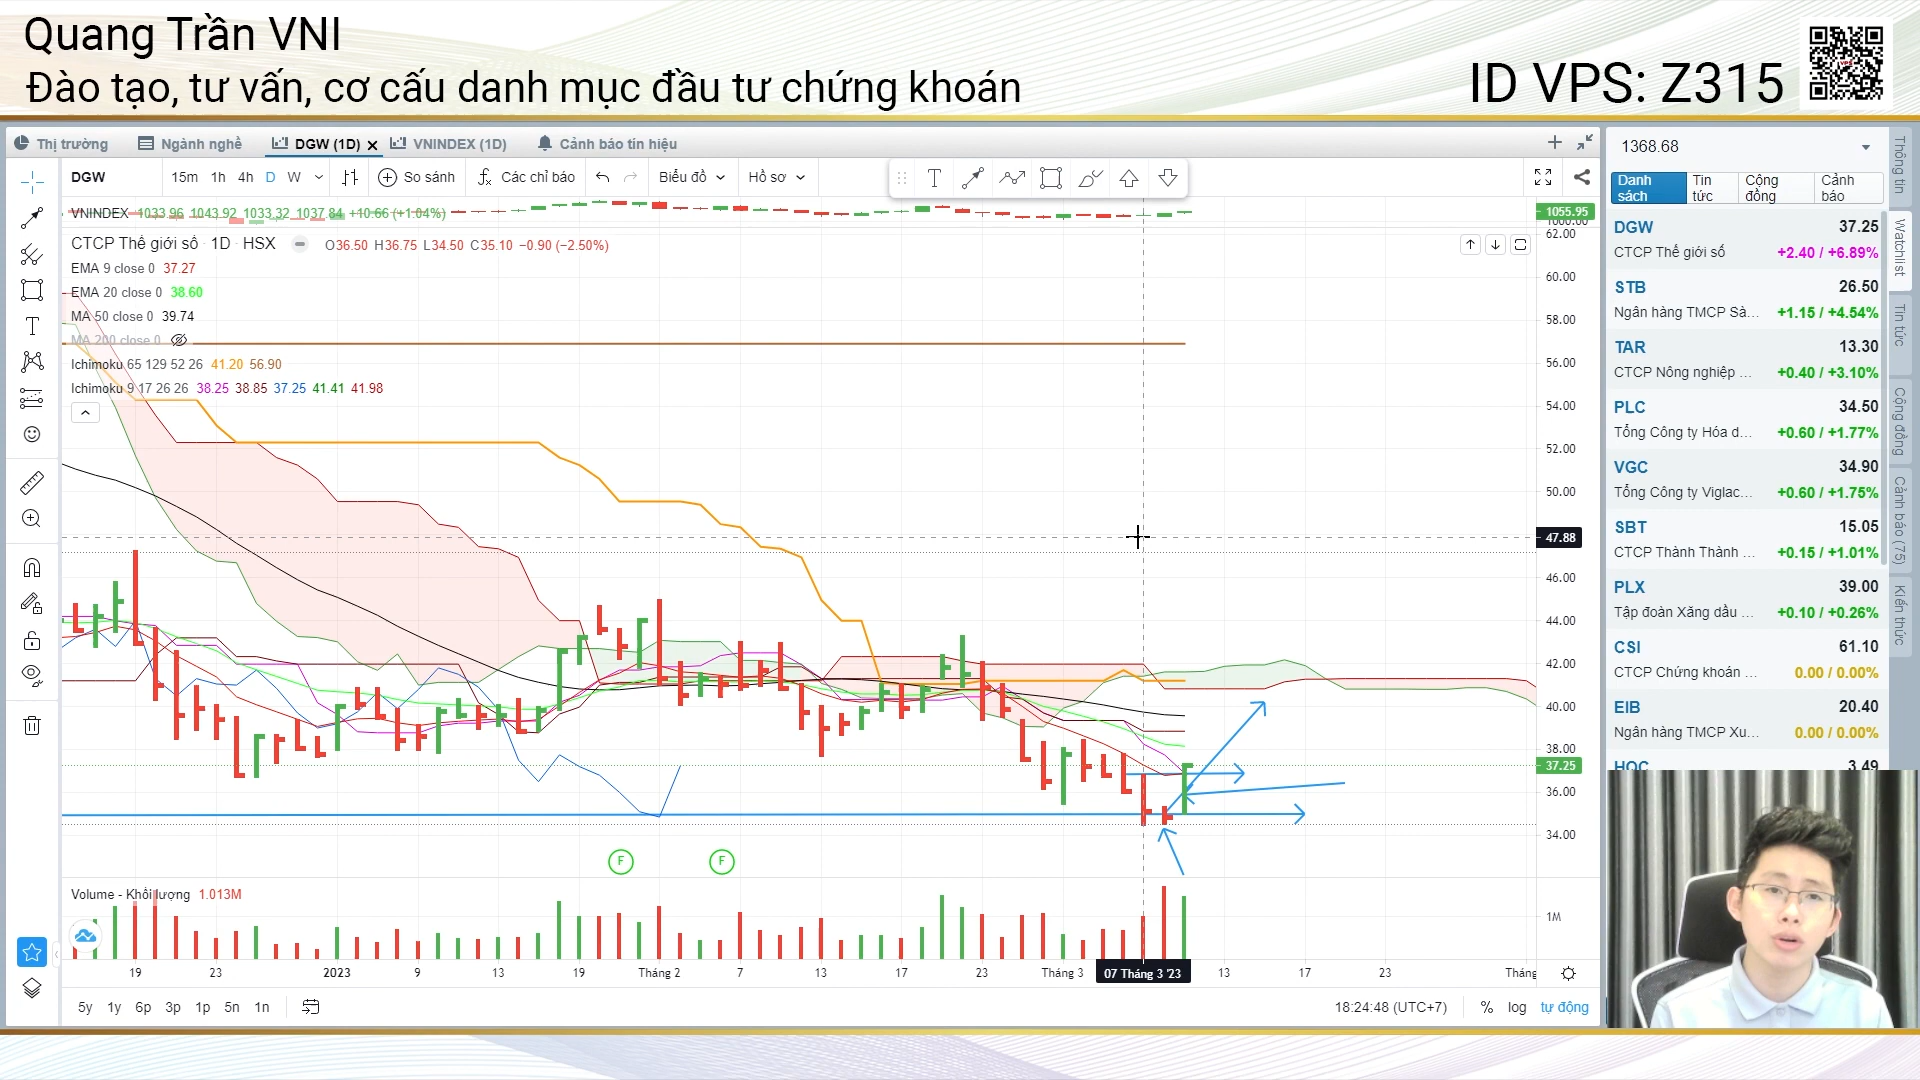 Quang Trần VNI
Đào tạo, tư vấn, cơ cấu danh mục đầu tư chứng khoán
ID VPS: Z315
Thị trường
Ngành nghề
DGW (1D)
VNINDEX (1D)
Cảnh báo tín hiệu
DGW
15m 1h 4h D W
So sánh
Các chỉ báo
Biểu đồ
Hồ sơ
VNINDEX 1033.96 1043.92 1033.32 1037.84 +10.66 (+1.04%)
CTCP Thế giới số 1D HSX O36.50 H36.75 L34.50 C35.10 −0.90 (−2.50%)
EMA 9 close 0 37.27
EMA 20 close 0 38.60
MA 50 close 0 39.74
MA 200 close 0
Ichimoku 65 129 52 26 41.20 56.90
Ichimoku 9 17 26 26 38.25 38.85 37.25 41.41 41.98
1055.95
1000.00
62.00
60.00
58.00
56.00
54.00
52.00
50.00
47.88
46.00
44.00
42.00
40.00
38.00
37.25
36.00
34.00
F
F
Volume - Khối lượng 1.013M
1M
19 23 2023 9 13 19 Tháng 2 7 13 17 23 Tháng 3 07 Tháng 3 '23 13 17 23 Tháng
5y 1y 6p 3p 1p 5n 1n
18:24:48 (UTC+7) % log tự động
1368.68
Danh sách
Tin tức
Cộng đồng
Cảnh báo
DGW 37.25
CTCP Thế giới số +2.40 / +6.89%
STB 26.50
Ngân hàng TMCP Sà... +1.15 / +4.54%
TAR 13.30
CTCP Nông nghiệp ... +0.40 / +3.10%
PLC 34.50
Tổng Công ty Hóa d... +0.60 / +1.77%
VGC 34.90
Tổng Công ty Viglac... +0.60 / +1.75%
SBT 15.05
CTCP Thành Thành ... +0.15 / +1.01%
PLX 39.00
Tập đoàn Xăng dầu ... +0.10 / +0.26%
CSI 61.10
CTCP Chứng khoán ... 0.00 / 0.00%
EIB 20.40
Ngân hàng TMCP Xu... 0.00 / 0.00%
HQC 3.49
Thông tin
Watchlist
Tin tức
Cộng đồng
Cảnh báo (75)
Kiến thức